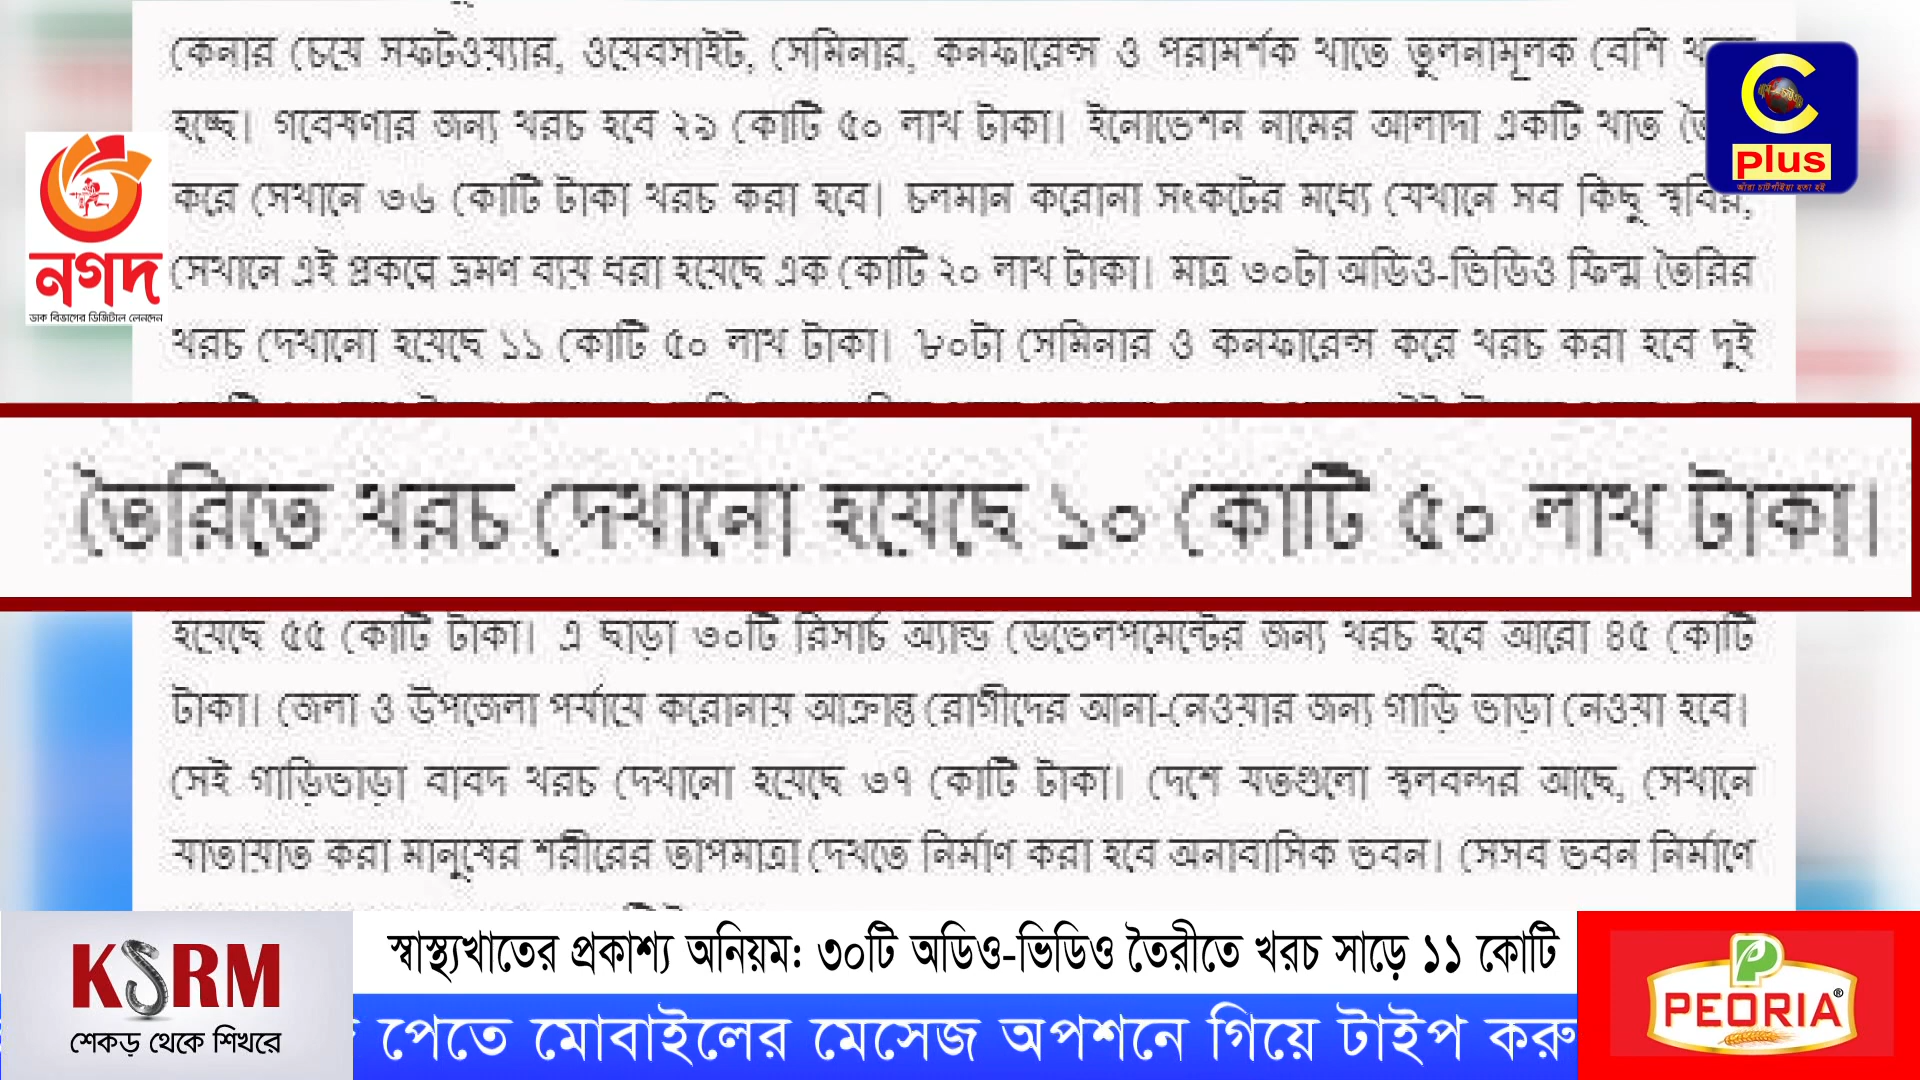 কেনার চেয়ে সফটওয়্যার, ওয়েবসাইট, সেমিনার, কনফারেন্স ও পরামর্শক খাতে তুলনামূলক বেশি
হচ্ছে। গবেষণার জন্য খরচ হবে ২৯ কোটি ৫০ লাখ টাকা। ইনোভেশন নামের আলাদা একটি খাত
করে সেখানে ৩৬ কোটি টাকা খরচ করা হবে। চলমান করোনা সংকটের মধ্যে যেখানে সব কিছু স্থবির,
সেখানে এই প্রকল্পে ভ্রমণ ব্যয় ধরা হয়েছে এক কোটি ২০ লাখ টাকা। মাত্র ৩০টা অডিও-ভিডিও ফিল্ম তৈরির
খরচ দেখানো হয়েছে ১১ কোটি ৫০ লাখ টাকা। ৮০টা সেমিনার ও কনফারেন্স করে খরচ করা হবে দুই
তৈরিতে খরচ দেখানো হয়েছে ১০ কোটি ৫০ লাখ টাকা।
হয়েছে ৫৫ কোটি টাকা। এ ছাড়া ৩০টি রিসার্চ অ্যান্ড ডেভেলপমেন্টের জন্য খরচ হবে আরো ৪৫ কোটি
টাকা। জেলা ও উপজেলা পর্যায়ে করোনায় আক্রান্ত রোগীদের আনা-নেওয়ার জন্য গাড়ি ভাড়া নেওয়া হবে।
সেই গাড়িভাড়া বাবদ খরচ দেখানো হয়েছে ৩৭ কোটি টাকা। দেশে যতগুলো স্থলবন্দর আছে, সেখানে
যাতায়াত করা মানুষের শরীরের তাপমাত্রা দেখতে নির্মাণ করা হবে অনাবাসিক ভবন। সেসব ভবন নির্মাণে
নগদ
ডাক বিভাগের ডিজিটাল লেনদেন
C
plus
আঁরা চাটগাঁইয়া হতা হই
KSRM
শেকড় থেকে শিখরে
স্বাস্থ্যখাতের প্রকাশ্য অনিয়ম: ৩০টি অডিও-ভিডিও তৈরীতে খরচ সাড়ে ১১ কোটি
পেতে মোবাইলের মেসেজ অপশনে গিয়ে টাইপ করু
P
PEORIA®